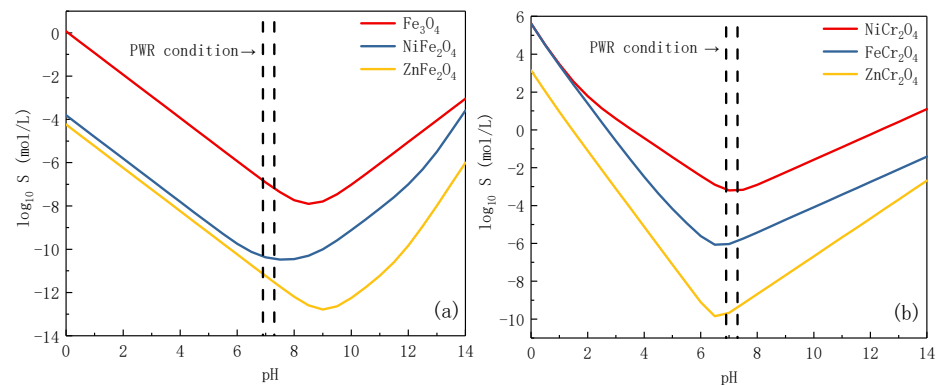 Fe₃O₄
NiFe₂O₄
ZnFe₂O₄
PWR condition→
0
-2
-4
-6
-8
-10
-12
-14
log₁₀ S (mol/L)
0 2 4 6 8 10 12 14
pH
(a)
NiCr₂O₄
FeCr₂O₄
ZnCr₂O₄
PWR condition →
6
4
2
0
-2
-4
-6
-8
-10
log₁₀ S (mol/L)
0 2 4 6 8 10 12 14
pH
(b)